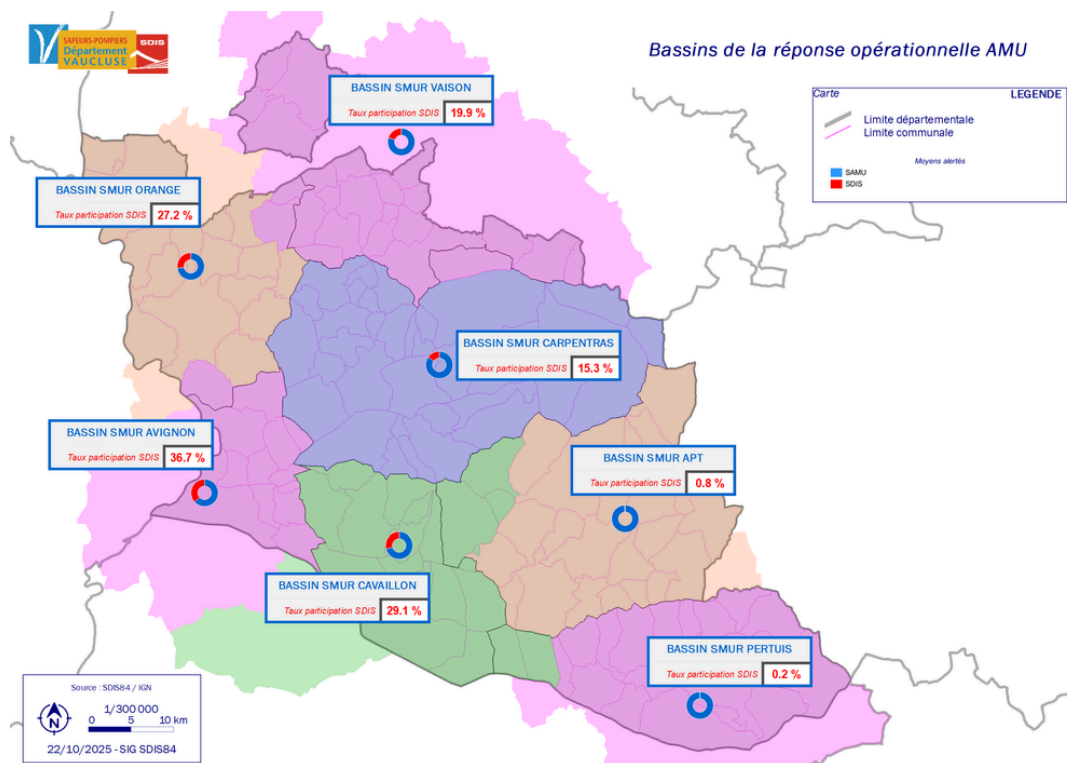 SAPEURS-POMPIERS
Département
VAUCLUSE
SDIS
Bassins de la réponse opérationnelle AMU
Carte
LEGENDE
Limite départementale
Limite communale
Moyens alertés
SAMU
SDIS
BASSIN SMUR VAISON
Taux participation SDIS
19.9 %
BASSIN SMUR ORANGE
Taux participation SDIS
27.2 %
BASSIN SMUR CARPENTRAS
Taux participation SDIS
15.3 %
BASSIN SMUR AVIGNON
Taux participation SDIS
36.7 %
BASSIN SMUR APT
Taux participation SDIS
0.8 %
BASSIN SMUR CAVAILLON
Taux participation SDIS
29.1 %
BASSIN SMUR PERTUIS
Taux participation SDIS
0.2 %
Source : SDIS84 / IGN
1/300 000
N
0 5 10 km
22/10/2025 - SIG SDIS84